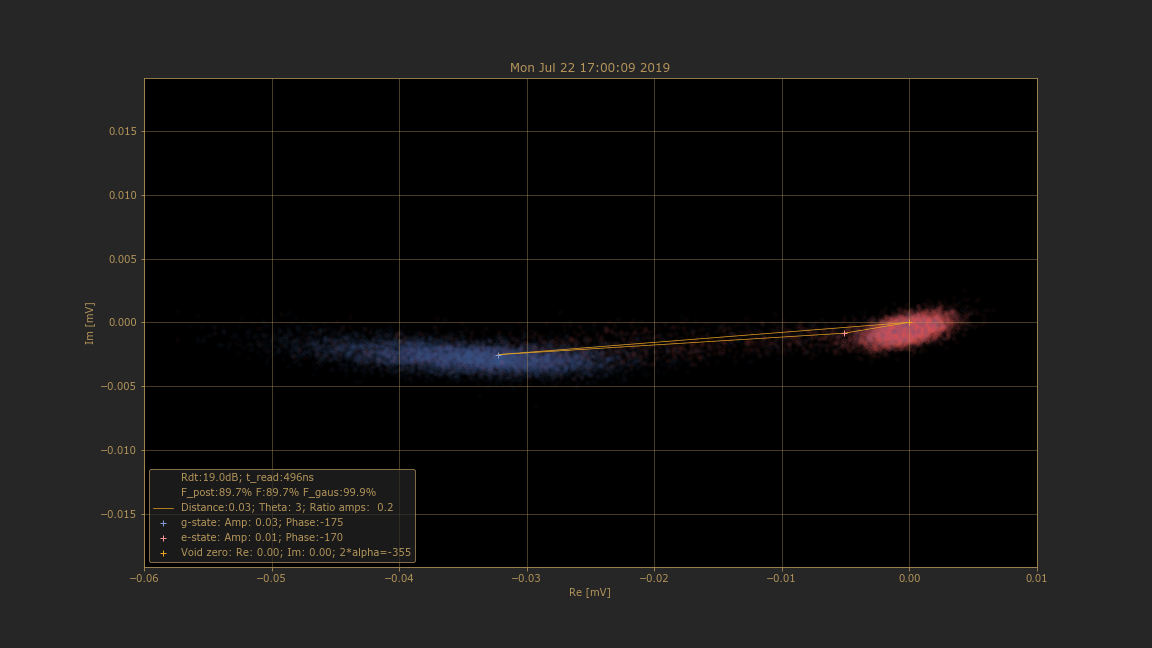 Mon Jul 22 17:00:09 2019
0.015
0.010
0.005
0.000
−0.005
−0.010
−0.015
Im [mV]
Rdt:19.0dB; t_read:496ns
F_post:89.7% F:89.7% F_gaus:99.9%
Distance:0.03; Theta: 3; Ratio amps: 0.2
g-state: Amp: 0.03; Phase:-175
e-state: Amp: 0.01; Phase:-170
Void zero: Re: 0.00; Im: 0.00; 2*alpha=-355
−0.06 −0.05 −0.04 −0.03 −0.02 −0.01 0.00 0.01
Re [mV]